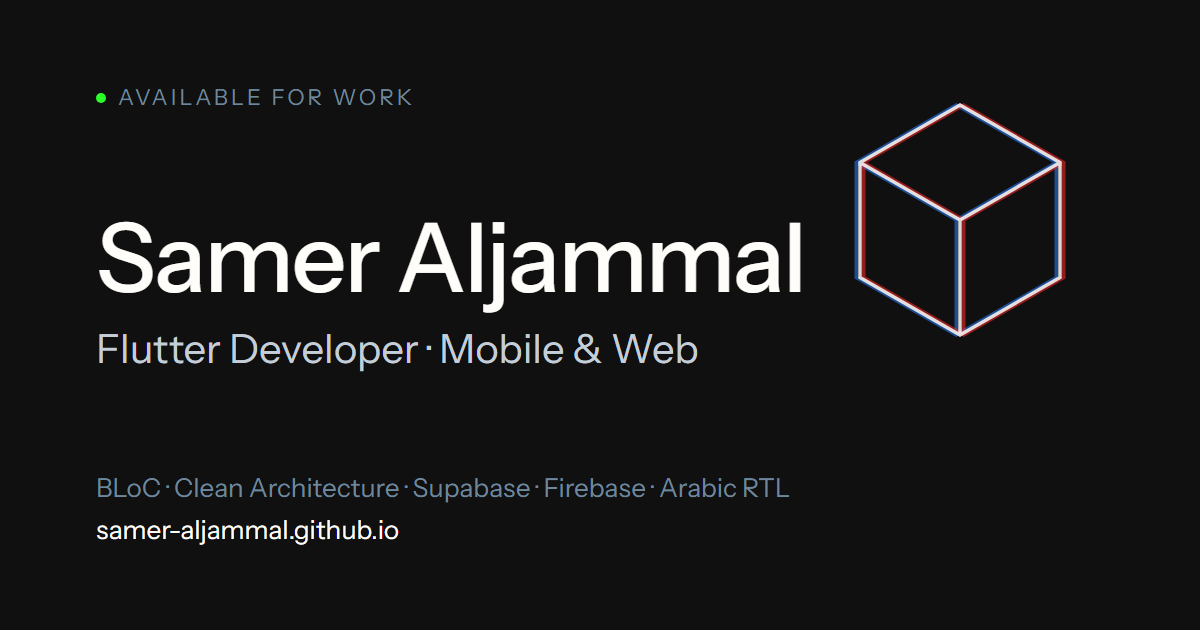 AVAILABLE FOR WORK
Samer Aljammal
Flutter Developer · Mobile & Web
BLoC · Clean Architecture · Supabase · Firebase · Arabic RTL
samer-aljammal.github.io